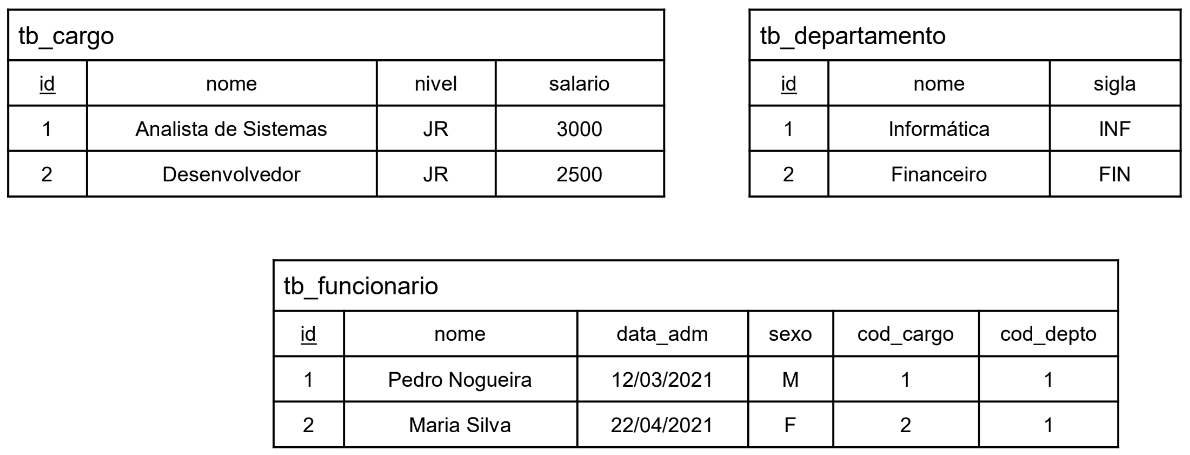 tb_cargo
id nome nivel salario
1 Analista de Sistemas JR 3000
2 Desenvolvedor JR 2500
tb_departamento
id nome sigla
1 Informática INF
2 Financeiro FIN
tb_funcionario
id nome data_adm sexo cod_cargo cod_depto
1 Pedro Nogueira 12/03/2021 M 1 1
2 Maria Silva 22/04/2021 F 2 1